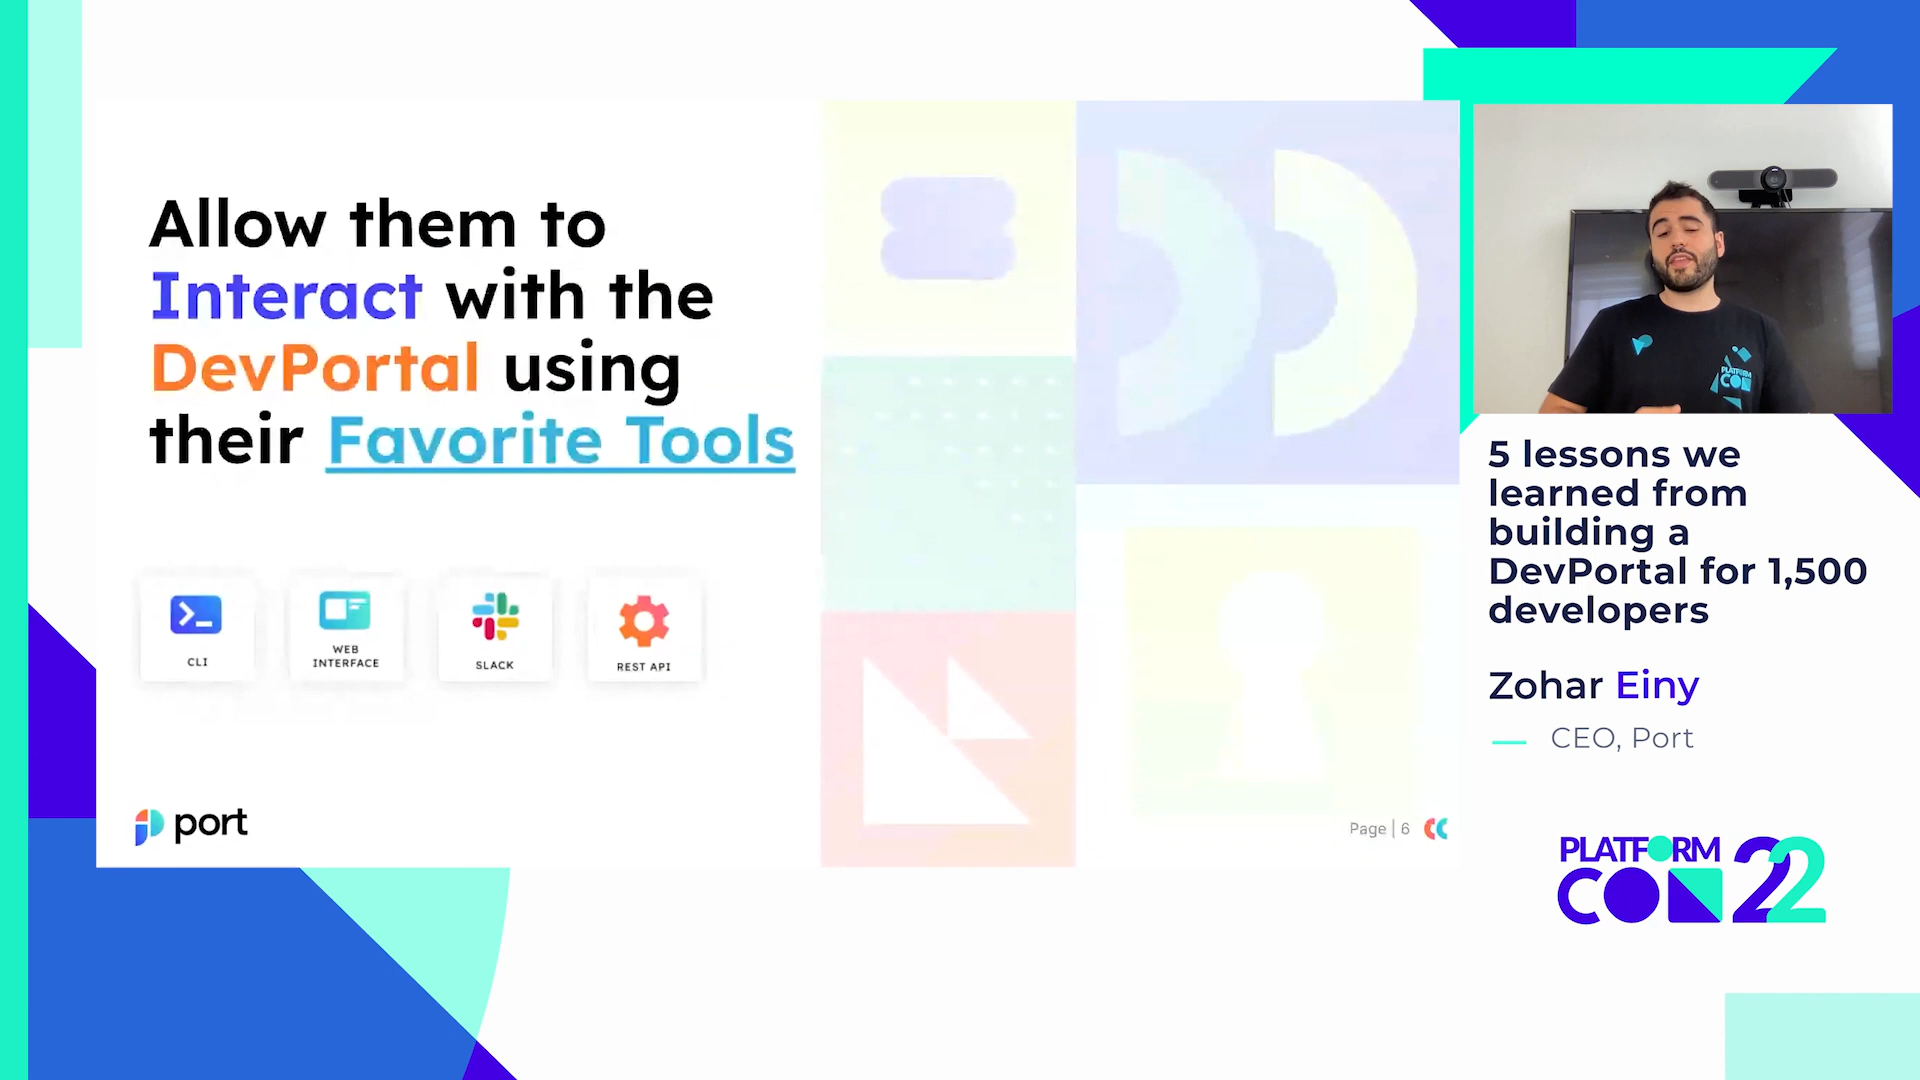 Allow them to
Interact with the
DevPortal using
their Favorite Tools
CLI
WEB
INTERFACE
SLACK
REST API
port
Page | 6
PLATFORM
CON
5 lessons we
learned from
building a
DevPortal for 1,500
developers
Zohar Einy
CEO, Port
PLATFORM
CON 22